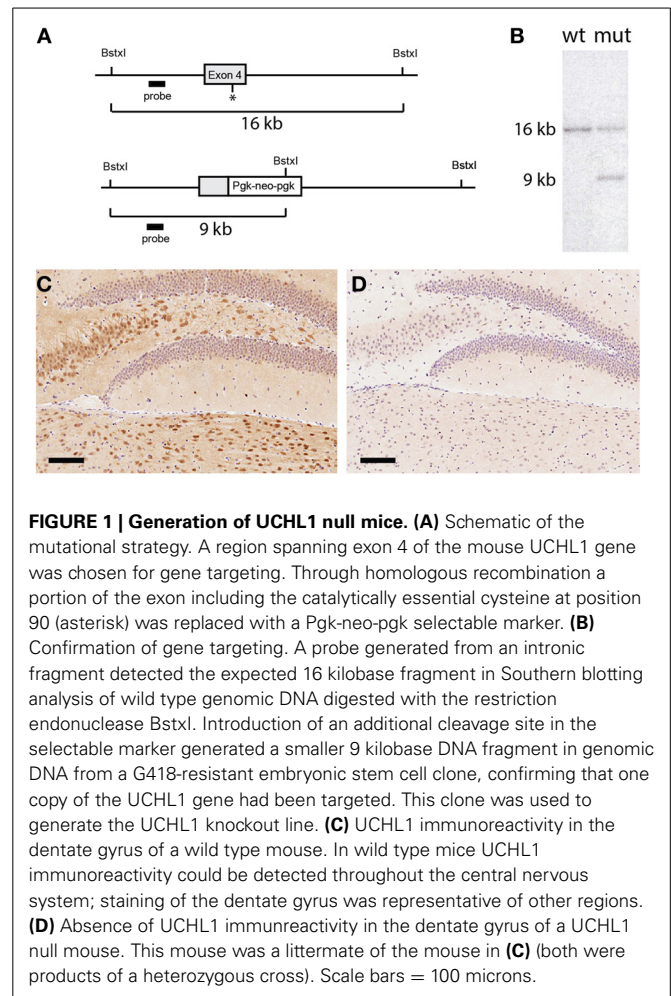 A
B
BstxI
BstxI
Exon 4
probe
*
16 kb
BstxI
BstxI
BstxI
Pgk-neo-pgk
probe
9 kb
wt mut
16 kb
9 kb
C
D
FIGURE 1 | Generation of UCHL1 null mice. (A) Schematic of the
mutational strategy. A region spanning exon 4 of the mouse UCHL1 gene
was chosen for gene targeting. Through homologous recombination a
portion of the exon including the catalytically essential cysteine at position
90 (asterisk) was replaced with a Pgk-neo-pgk selectable marker. (B)
Confirmation of gene targeting. A probe generated from an intronic
fragment detected the expected 16 kilobase fragment in Southern blotting
analysis of wild type genomic DNA digested with the restriction
endonuclease BstxI. Introduction of an additional cleavage site in the
selectable marker generated a smaller 9 kilobase DNA fragment in genomic
DNA from a G418-resistant embryonic stem cell clone, confirming that one
copy of the UCHL1 gene had been targeted. This clone was used to
generate the UCHL1 knockout line. (C) UCHL1 immunoreactivity in the
dentate gyrus of a wild type mouse. In wild type mice UCHL1
immunoreactivity could be detected throughout the central nervous
system; staining of the dentate gyrus was representative of other regions.
(D) Absence of UCHL1 immunreactivity in the dentate gyrus of a UCHL1
null mouse. This mouse was a littermate of the mouse in (C) (both were
products of a heterozygous cross). Scale bars = 100 microns.